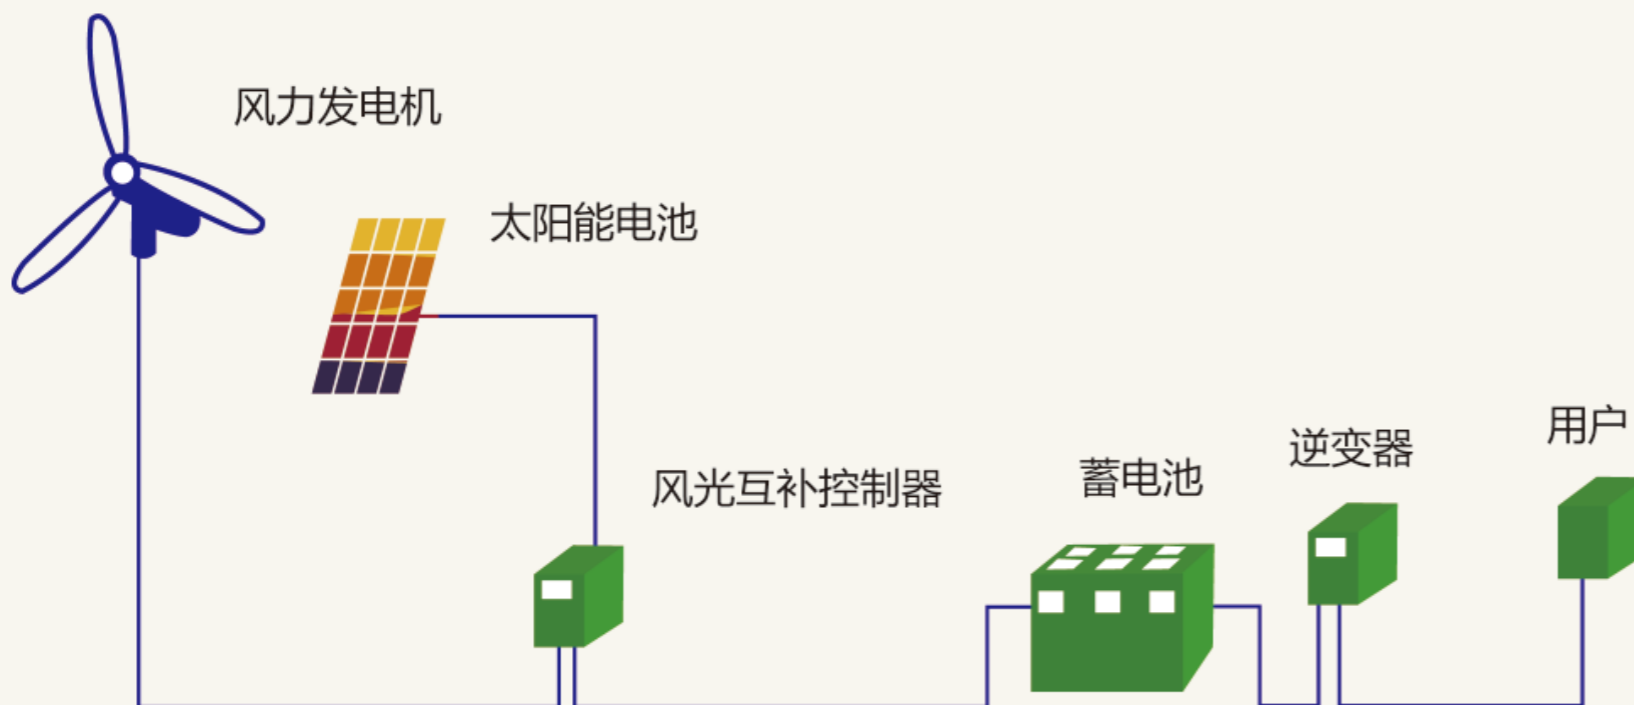 风力发电机
太阳能电池
风光互补控制器
蓄电池
逆变器
用户